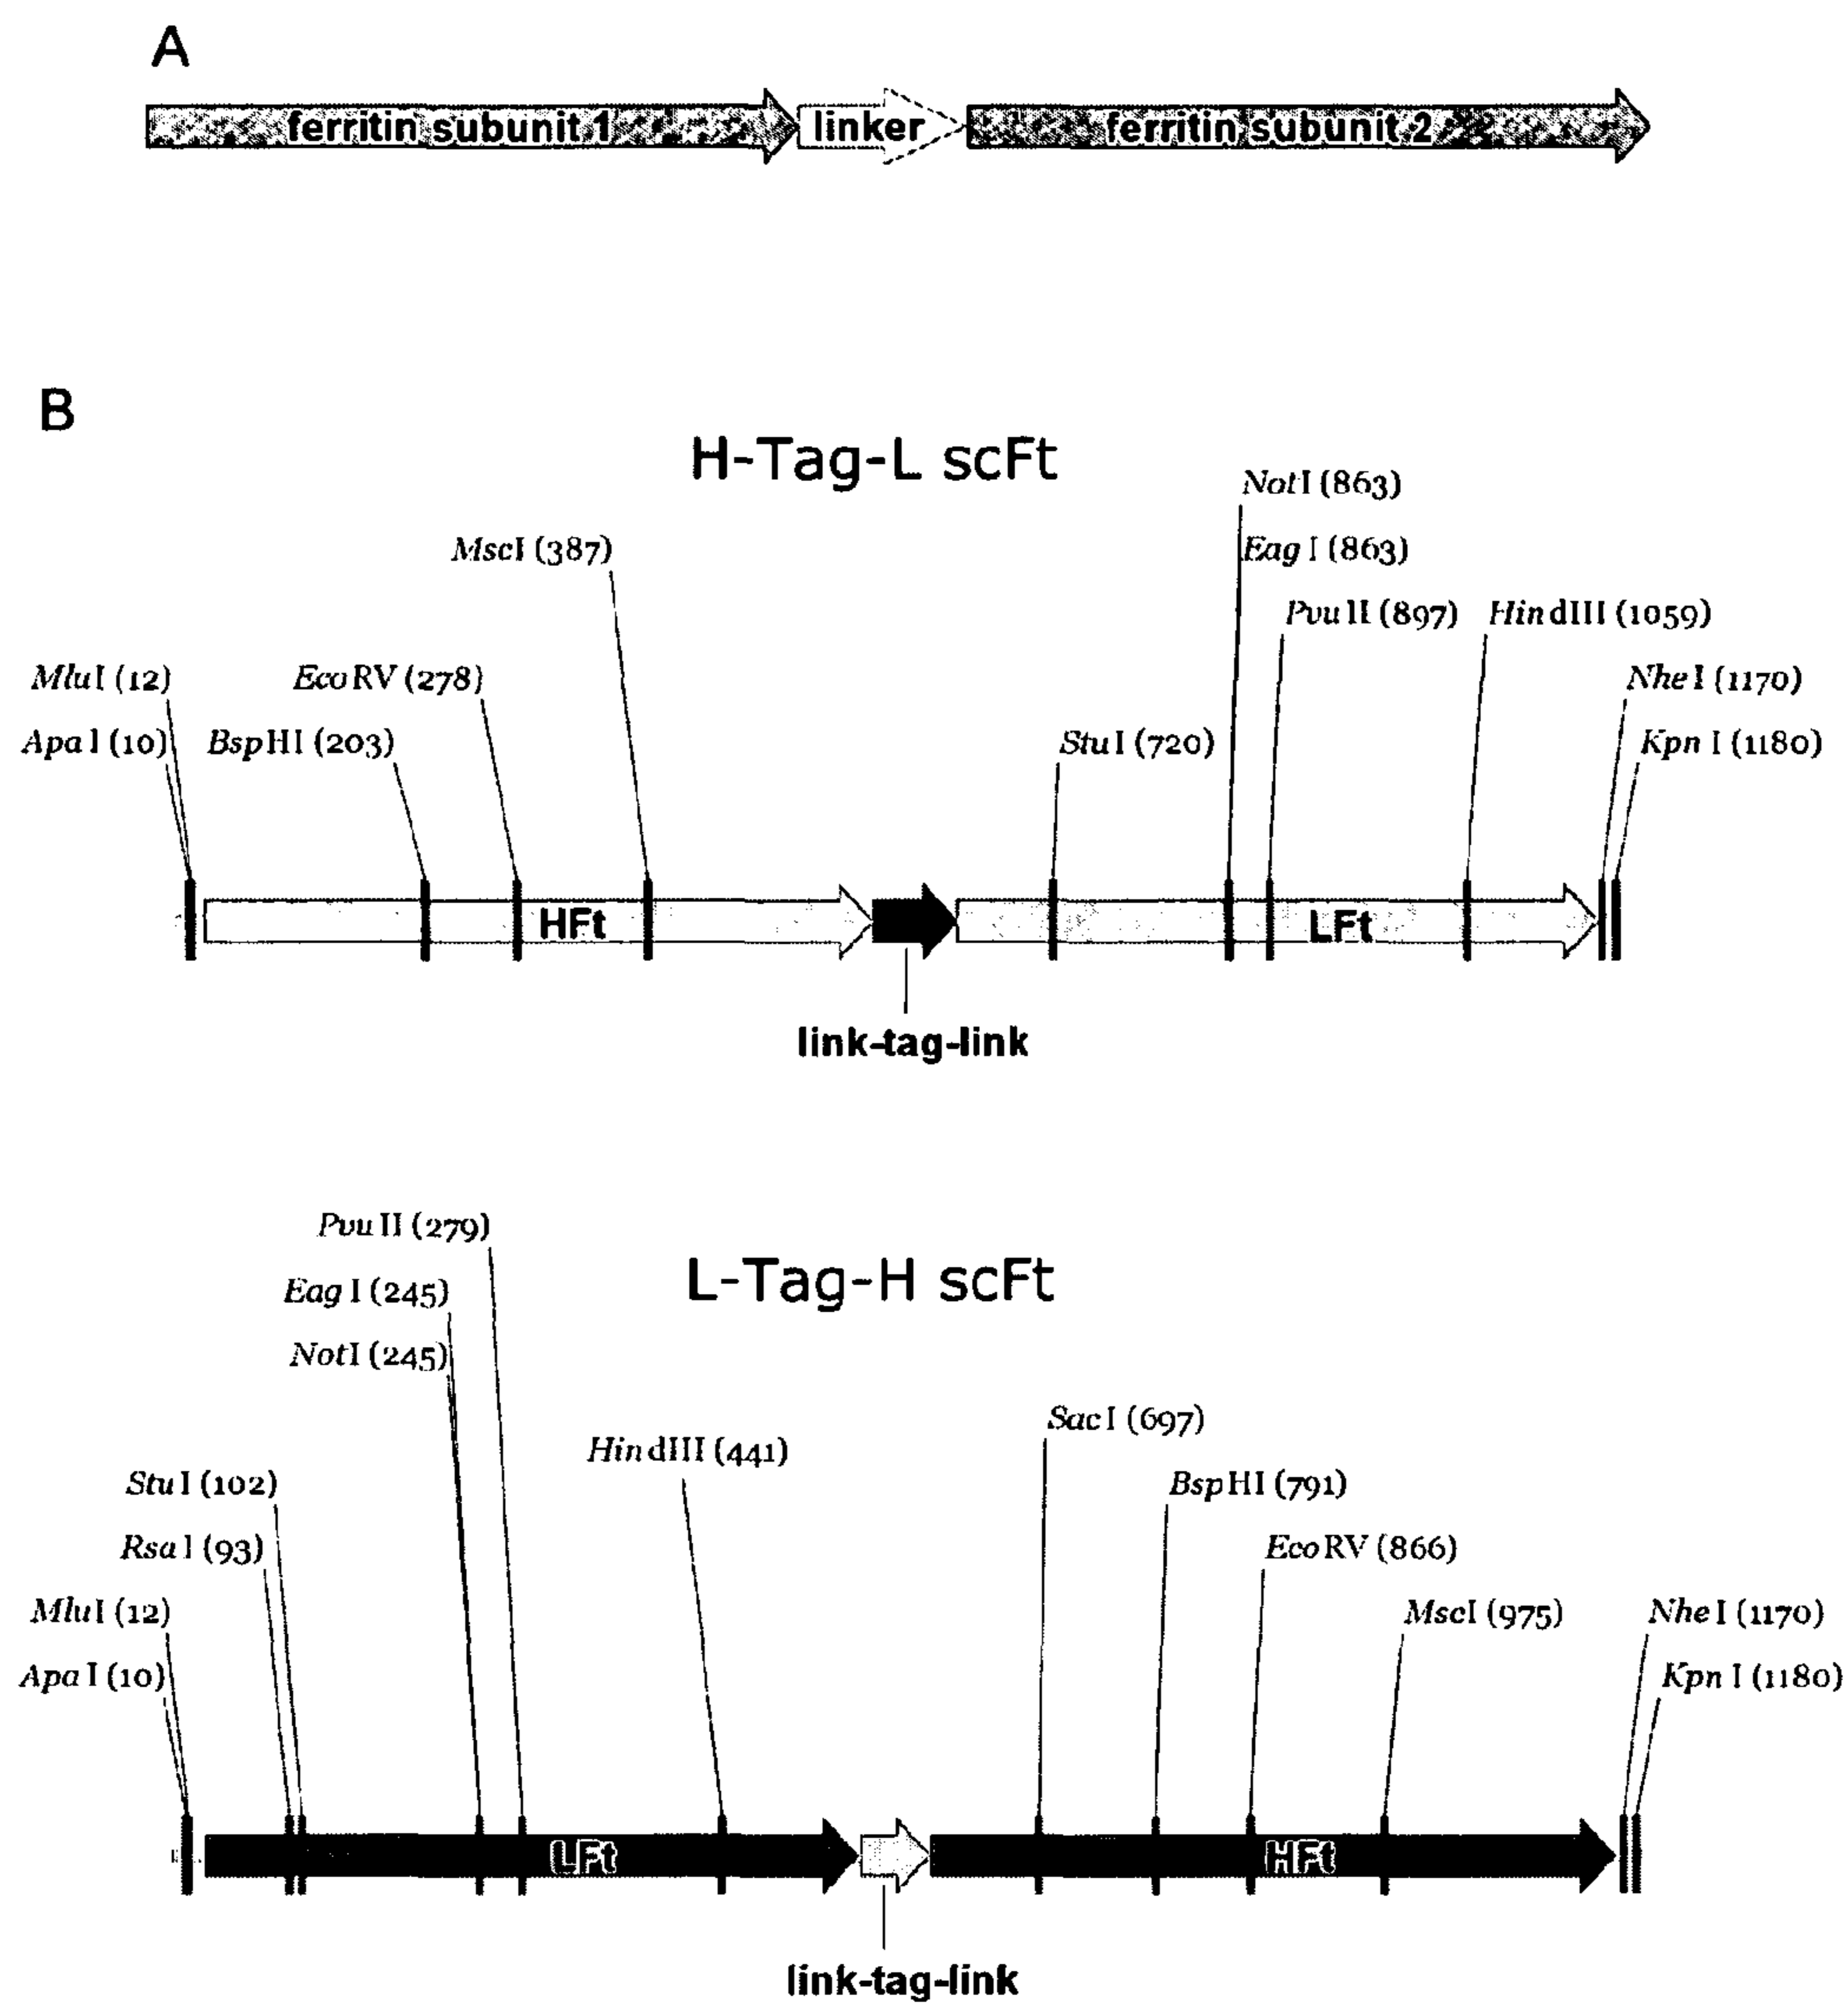 A
ferritin subunit 1 linker ferritin subunit 2
B
H-Tag-L scFt
NotI (863)
MscI (387) EagI (863)
PvuII (897) HindIII (1059)
MluI (12) EcoRV (278) NheI (1170)
ApaI (10) BspHI (203) StuI (720) KpnI (1180)
HFt LFt
link-tag-link
PvuII (279)
L-Tag-H scFt
EagI (245)
NotI (245)
SacI (697)
HindIII (441)
StuI (102) BspHI (791)
RsaI (93) EcoRV (866)
MluI (12) MscI (975) NheI (1170)
ApaI (10) KpnI (1180)
LFt HFt
link-tag-link